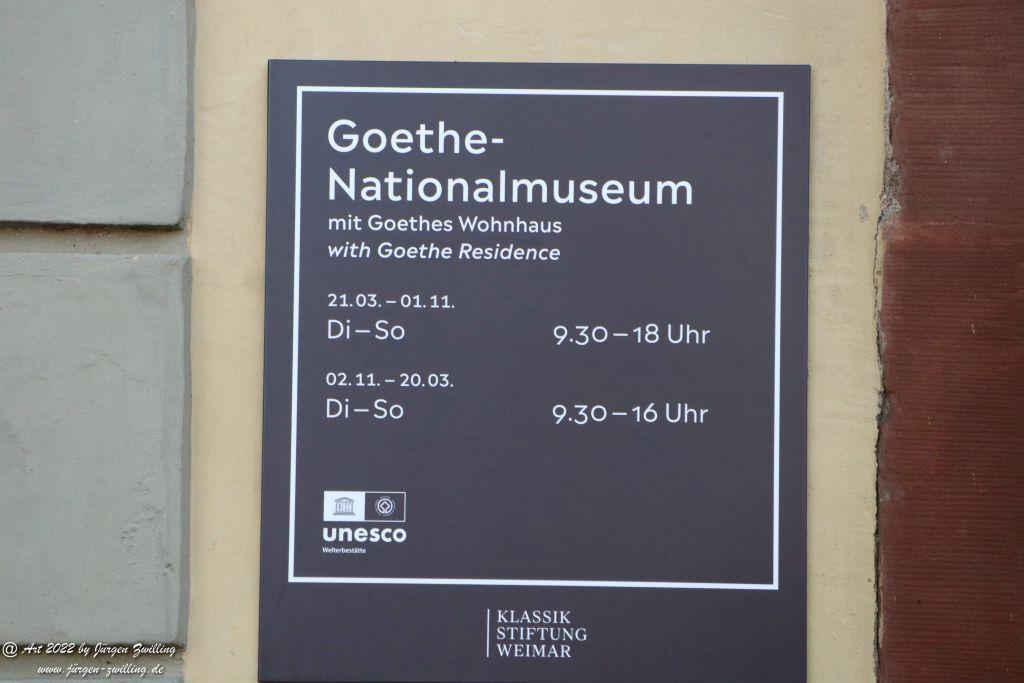 Goethe-
Nationalmuseum
mit Goethes Wohnhaus
with Goethe Residence
21.03. – 01.11.
Di – So 9.30 – 18 Uhr
02.11. – 20.03.
Di – So 9.30 – 16 Uhr
unesco
Welterbestätte
KLASSIK
STIFTUNG
WEIMAR
@ Art 2022 by Jürgen Zwilling
www.jürgen-zwilling.de